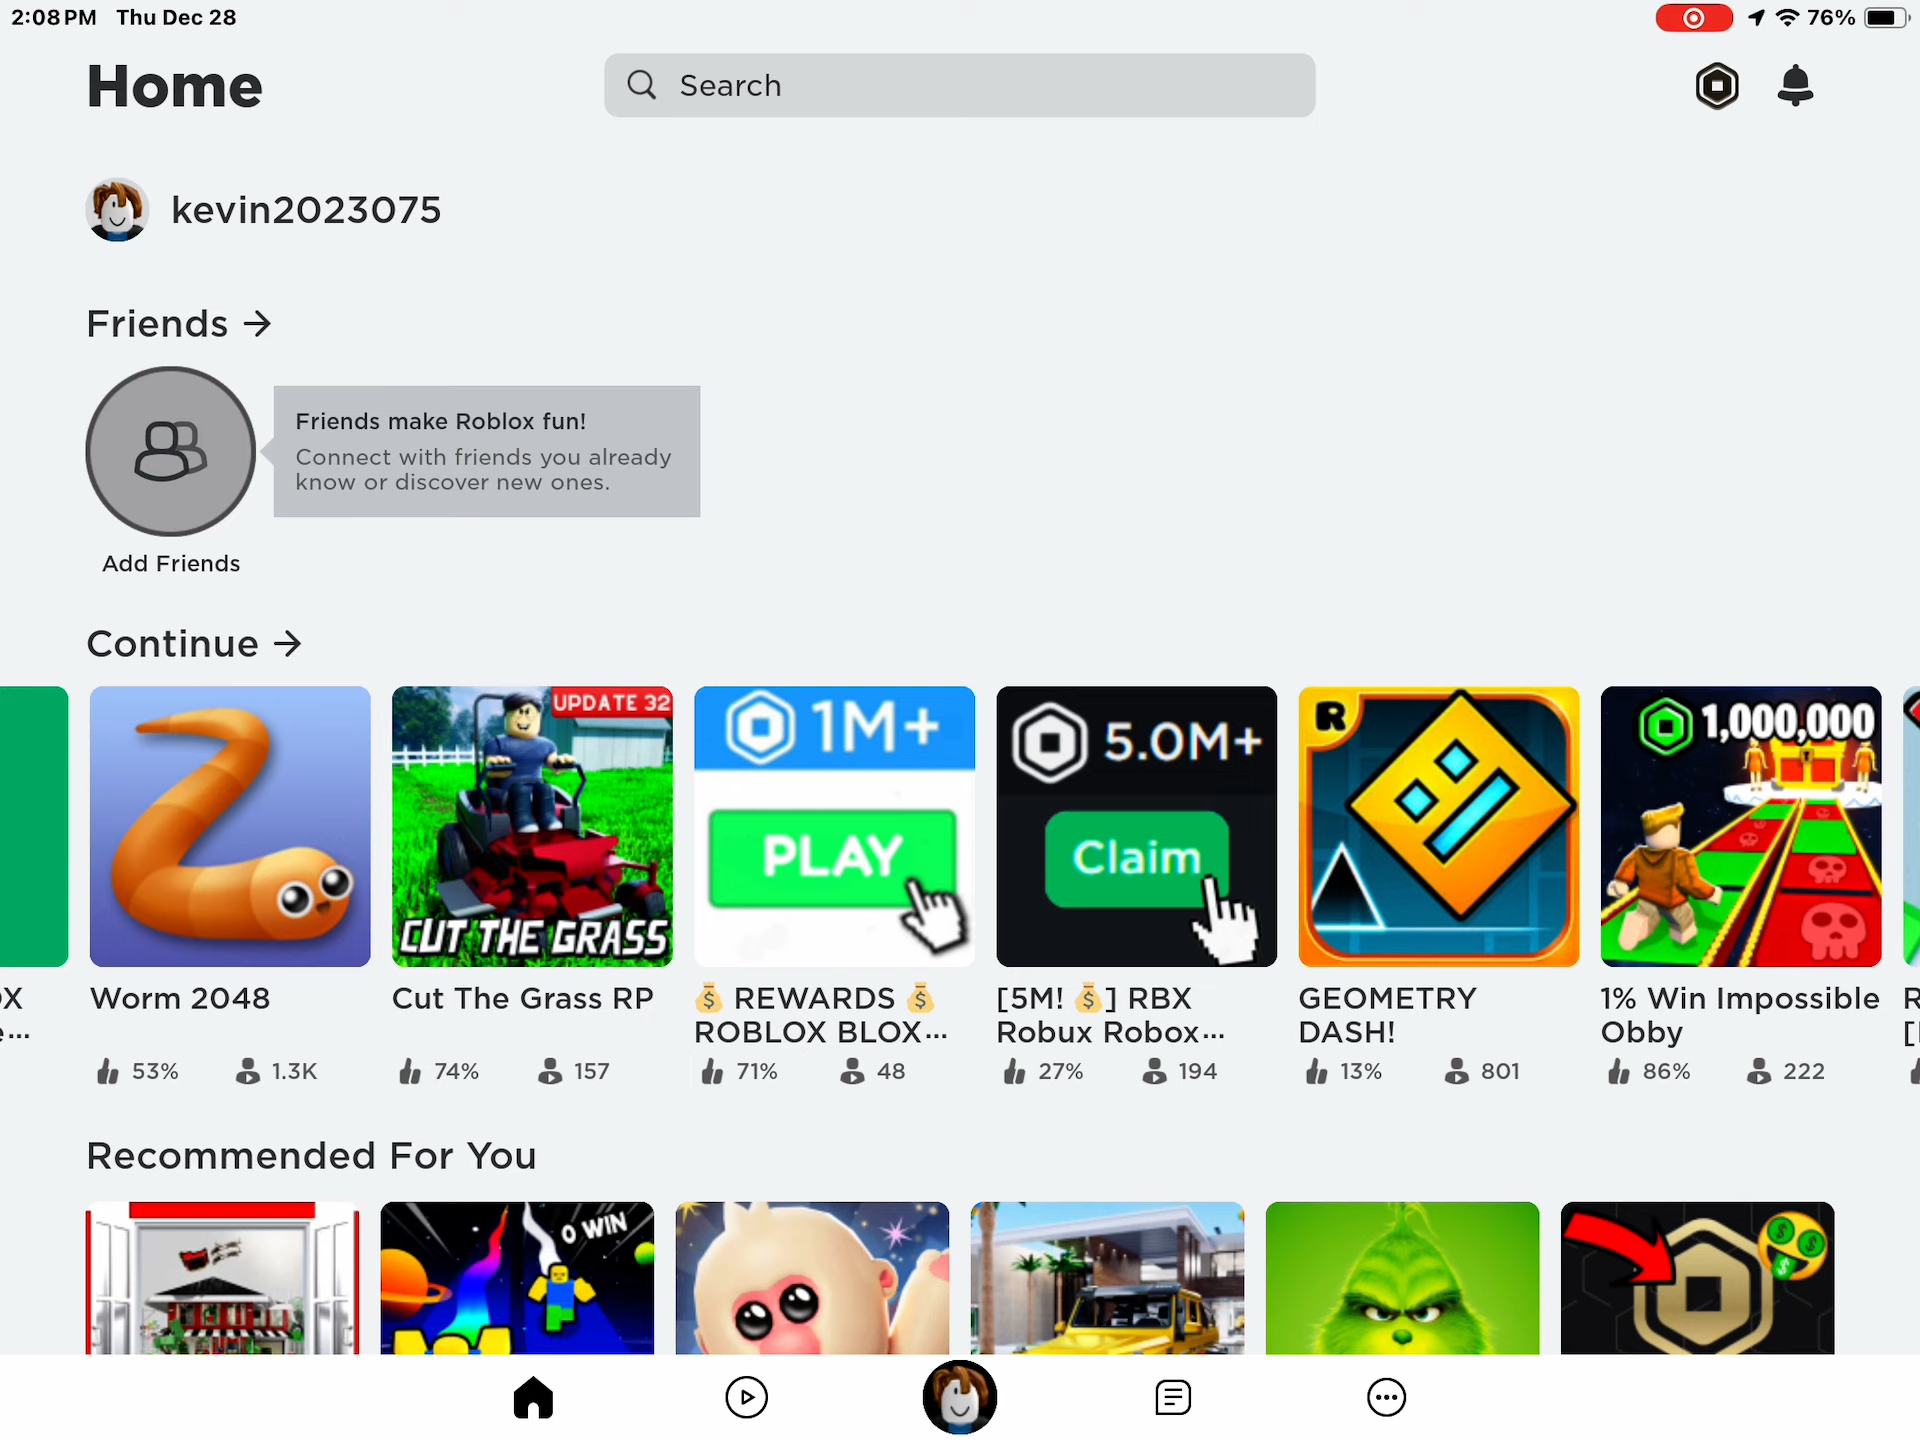 2:08 PM Thu Dec 28
76%
Home
Search
kevin2023075
Friends →
Friends make Roblox fun!
Connect with friends you already
know or discover new ones.
Add Friends
Continue →
UPDATE 32
CUT THE GRASS
1M+
PLAY
5.0M+
Claim
R
1,000,000
OX
e...
Worm 2048
53% 1.3K
Cut The Grass RP
74% 157
💰 REWARDS 💰
ROBLOX BLOX...
71% 48
[5M! 💰] RBX
Robux Robox...
27% 194
GEOMETRY
DASH!
13% 801
1% Win Impossible
Obby
86% 222
R
[
Recommended For You
0 WIN